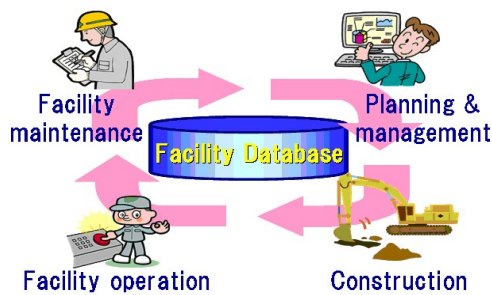 Facility
maintenance
Planning &
management
Facility Database
Facility operation
Construction